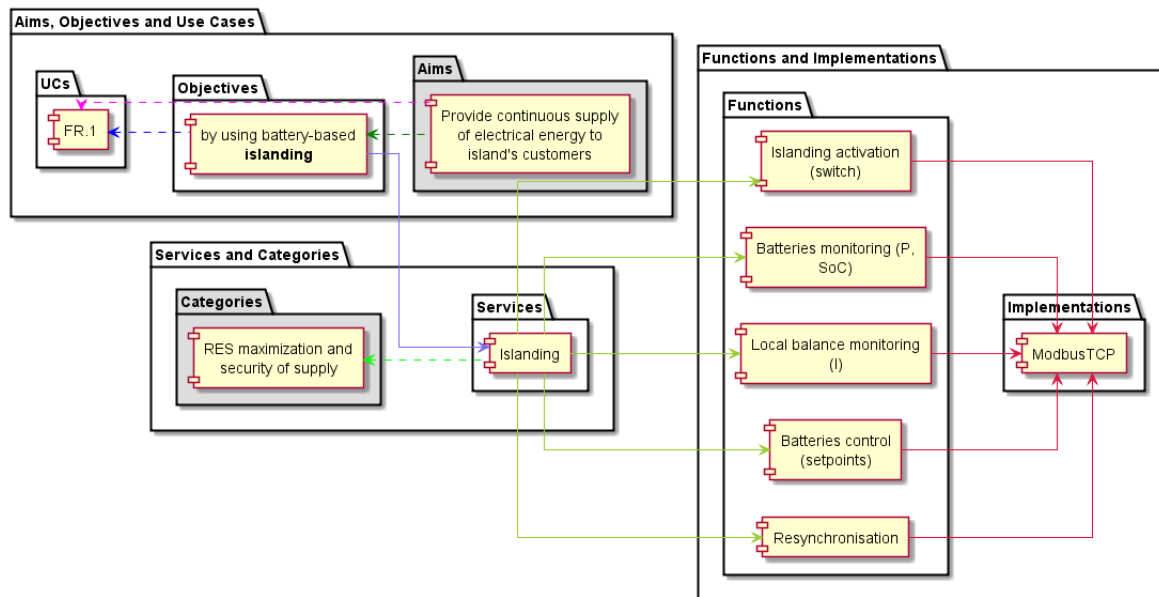 Aims, Objectives and Use Cases
UCs
FR.1
Objectives
by using battery-based
islanding
Aims
Provide continuous supply
of electrical energy to
island's customers
Services and Categories
Categories
RES maximization and
security of supply
Services
Islanding
Functions and Implementations
Functions
Islanding activation
(switch)
Batteries monitoring (P,
SoC)
Local balance monitoring
(I)
Batteries control
(setpoints)
Resynchronisation
Implementations
ModbusTCP